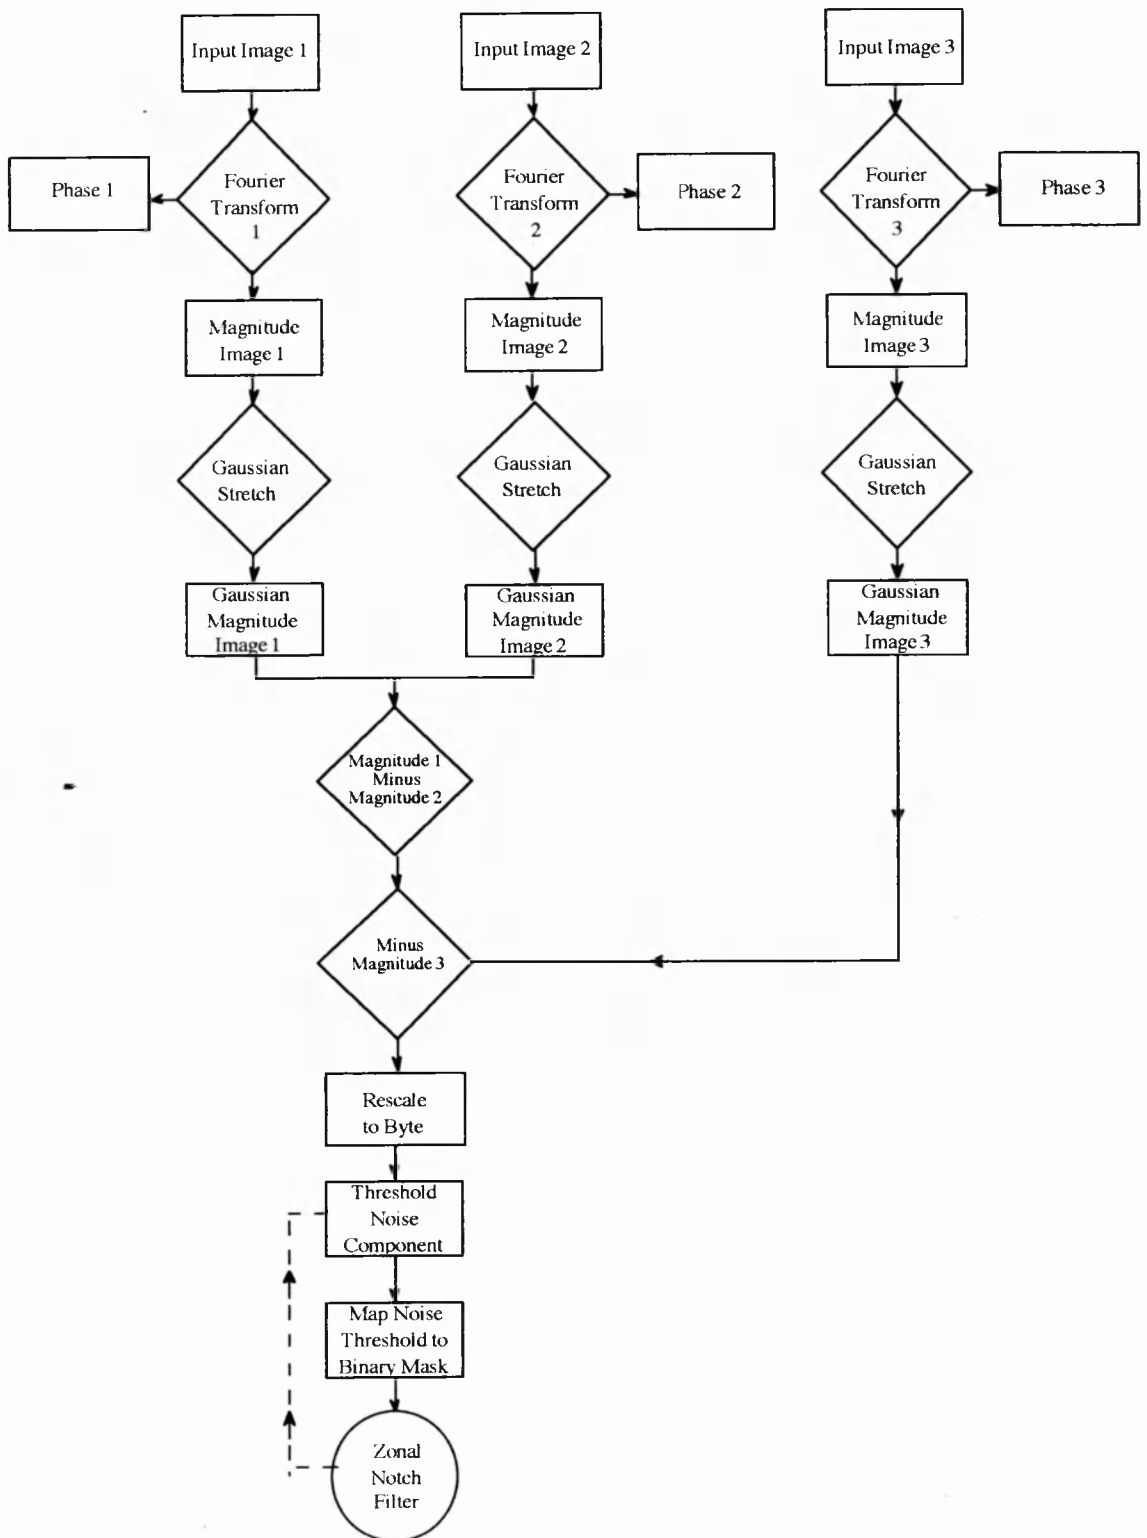 Input Image 1
Input Image 2
Input Image 3
Phase 1
Fourier
Transform
1
Fourier
Transform
2
Phase 2
Fourier
Transform
3
Phase 3
Magnitude
Image 1
Magnitude
Image 2
Magnitude
Image 3
Gaussian
Stretch
Gaussian
Stretch
Gaussian
Stretch
Gaussian
Magnitude
Image 1
Gaussian
Magnitude
Image 2
Gaussian
Magnitude
Image 3
Magnitude 1
Minus
Magnitude 2
Minus
Magnitude 3
Rescale
to Byte
Threshold
Noise
Component
Map Noise
Threshold to
Binary Mask
Zonal
Notch
Filter